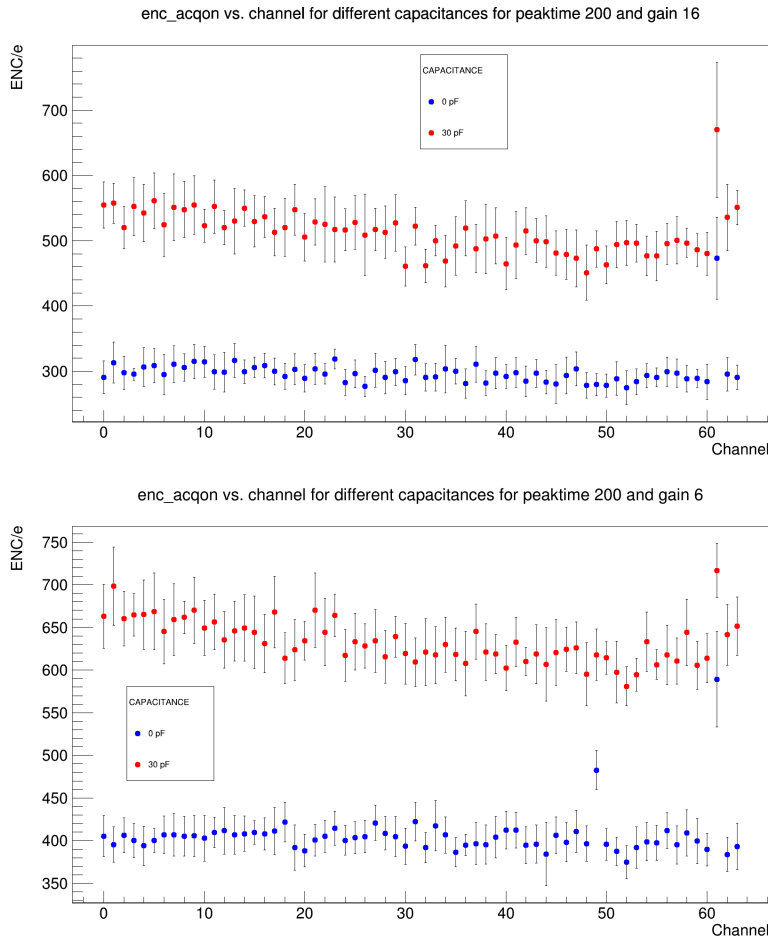 enc_acqon vs. channel for different capacitances for peaktime 200 and gain 16
ENC/e
CAPACITANCE
0 pF
30 pF
700
600
500
400
300
0 10 20 30 40 50 60
Channel
enc_acqon vs. channel for different capacitances for peaktime 200 and gain 6
ENC/e
750
700
650
600
CAPACITANCE
0 pF
30 pF
550
500
450
400
350
0 10 20 30 40 50 60
Channel